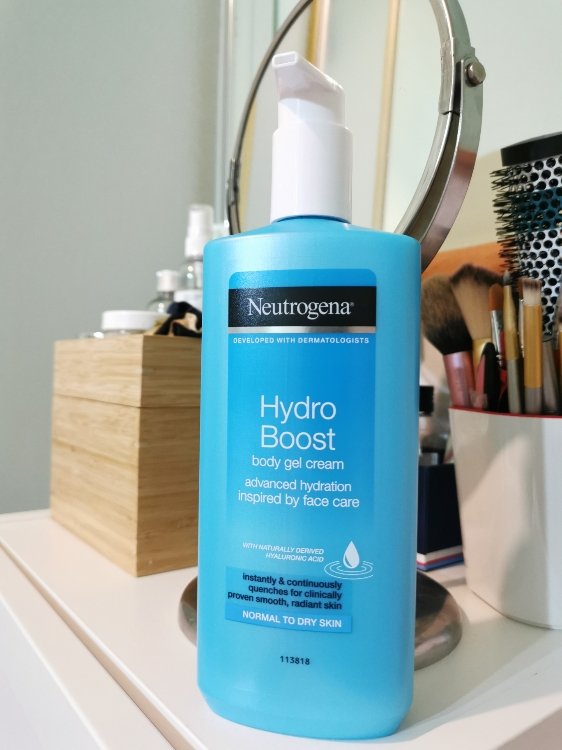 Neutrogena®
DEVELOPED WITH DERMATOLOGISTS
Hydro
Boost
body gel cream
advanced hydration
inspired by face care
WITH NATURALLY DERIVED
HYALURONIC ACID
instantly & continuously
quenches for clinically
proven smooth, radiant skin
NORMAL TO DRY SKIN
113818